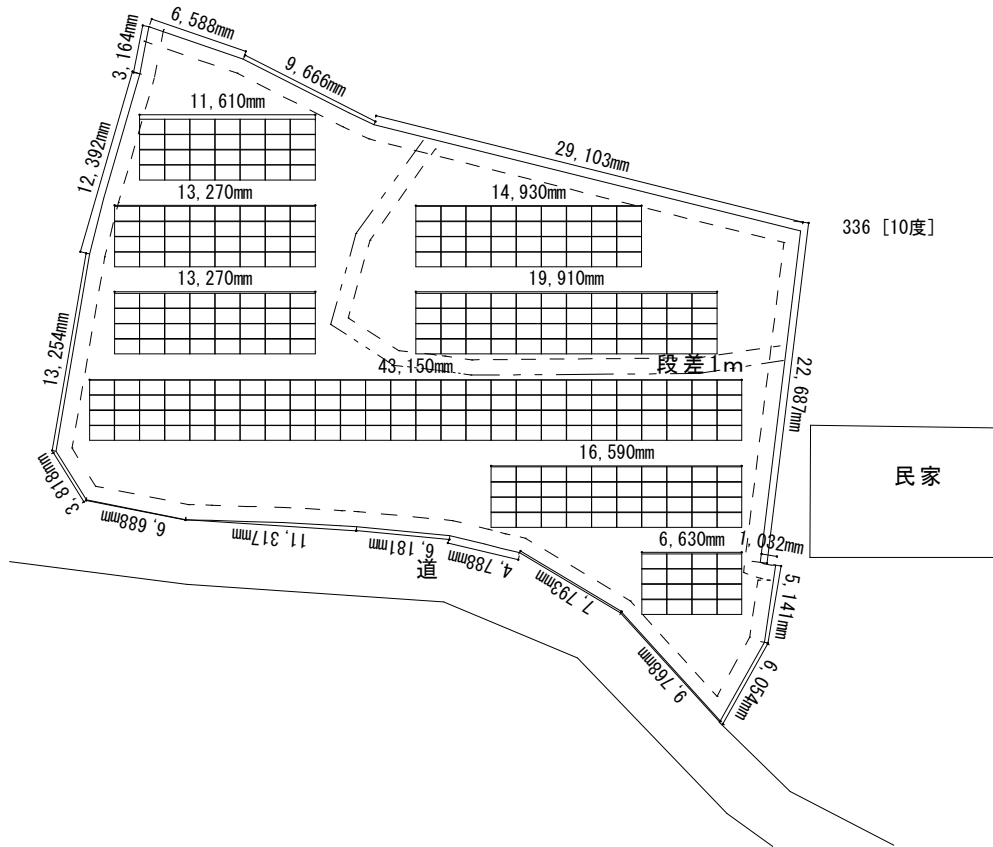 6,588mm
3,164mm
9,666mm
11,610mm
29,103mm
12,392mm
13,270mm
14,930mm
336 [10度]
13,270mm
19,910mm
13,254mm
43,150mm
段差1m
22,687mm
16,590mm
民家
3,818mm
6,688mm
11,317mm
6,181mm
道
4,788mm
6,630mm
1,032mm
7,793mm
5,141mm
9,768mm
6,054mm